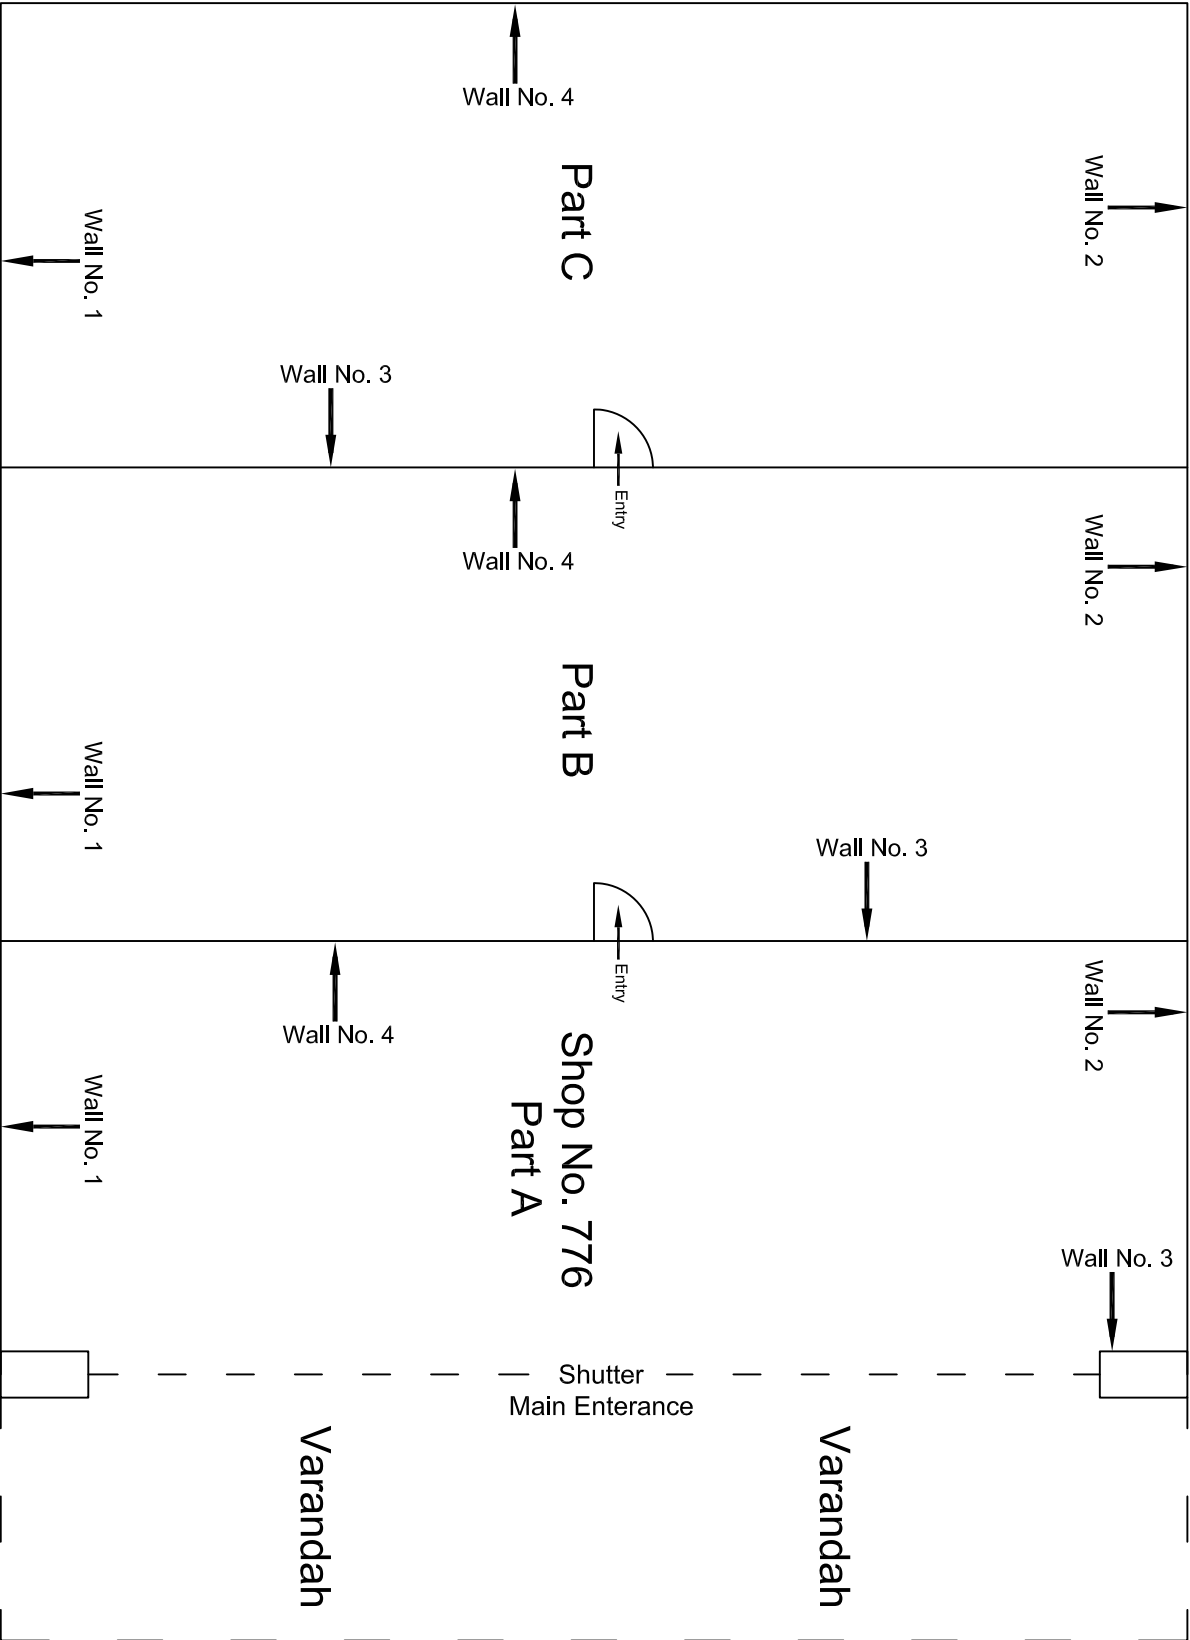 Wall No. 4
Part C
Wall No. 2
Wall No. 1
Wall No. 3
Entry
Wall No. 4
Wall No. 2
Part B
Wall No. 1
Wall No. 3
Entry
Wall No. 4
Wall No. 2
Shop No. 776
Part A
Wall No. 1
Wall No. 3
Shutter
Main Enterance
Varandah
Varandah